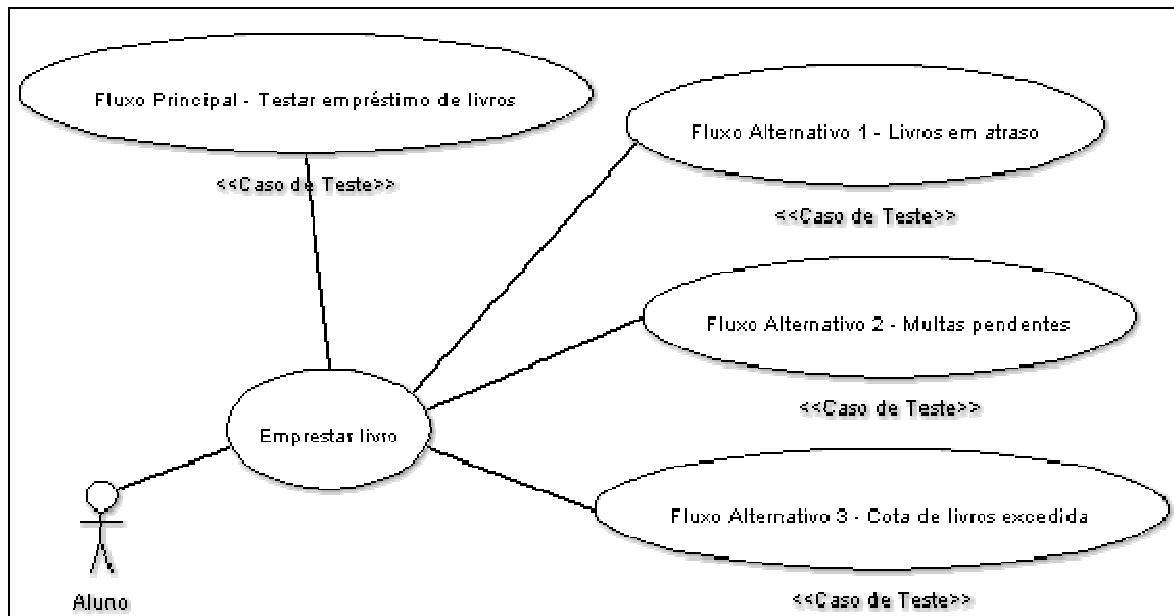 Fluxo Principal - Testar empréstimo de livros
<<Caso de Teste>>
Fluxo Alternativo 1 - Livros em atraso
<<Caso de Teste>>
Fluxo Alternativo 2 - Multas pendentes
<<Caso de Teste>>
Emprestar livro
Fluxo Alternativo 3 - Cota de livros excedida
<<Caso de Teste>>
Aluno